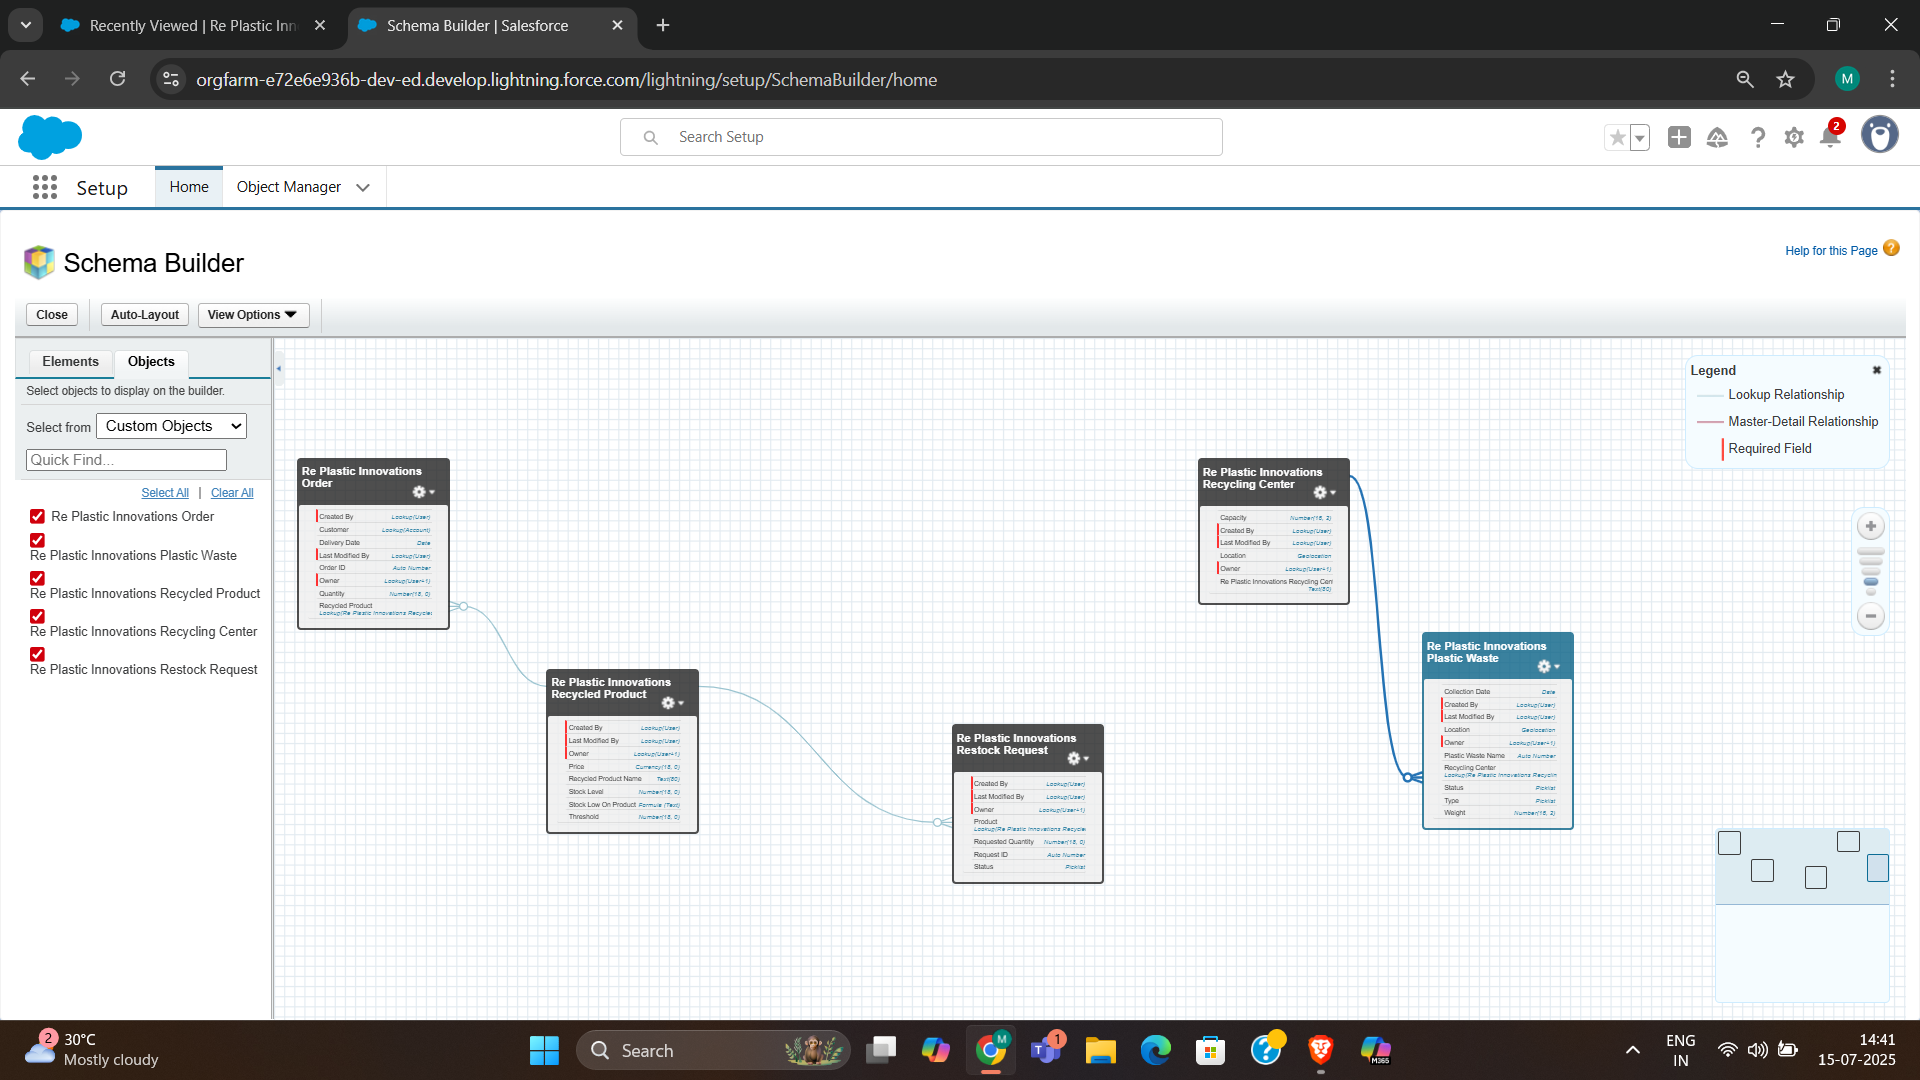 Recently Viewed | Re Plastic Inn
Schema Builder | Salesforce
orgfarm-e72e6e936b-dev-ed.develop.lightning.force.com/lightning/setup/SchemaBuilder/home
M
Search Setup
2
Setup
Home
Object Manager
Schema Builder
Help for this Page
Close
Auto-Layout
View Options
Elements
Objects
Select objects to display on the builder.
Select from
Custom Objects
Quick Find...
Select All | Clear All
Re Plastic Innovations Order
Re Plastic Innovations Plastic Waste
Re Plastic Innovations Recycled Product
Re Plastic Innovations Recycling Center
Re Plastic Innovations Restock Request
Re Plastic Innovations
Order
Created By Lookup(User)
Customer Lookup(Account)
Delivery Date Date
Last Modified By Lookup(User)
Order ID Auto Number
Owner Lookup(User+1)
Quantity Number(18, 0)
Recycled Product
Lookup(Re Plastic Innovations Recycle
Re Plastic Innovations
Recycled Product
Created By Lookup(User)
Last Modified By Lookup(User)
Owner Lookup(User+1)
Price Currency(18, 0)
Recycled Product Name Text(80)
Stock Level Number(18, 0)
Stock Low On Product Formula (Text)
Threshold Number(18, 0)
Re Plastic Innovations
Restock Request
Created By Lookup(User)
Last Modified By Lookup(User)
Owner Lookup(User+1)
Product
Lookup(Re Plastic Innovations Recycle
Requested Quantity Number(18, 0)
Request ID Auto Number
Status Picklist
Re Plastic Innovations
Recycling Center
Capacity Number(16, 2)
Created By Lookup(User)
Last Modified By Lookup(User)
Location Geolocation
Owner Lookup(User+1)
Re Plastic Innovations Recycling Cen
Text(80)
Re Plastic Innovations
Plastic Waste
Collection Date Date
Created By Lookup(User)
Last Modified By Lookup(User)
Location Geolocation
Owner Lookup(User+1)
Plastic Waste Name Auto Number
Recycling Center
Lookup(Re Plastic Innovations Recyclin
Status Picklist
Type Picklist
Weight Number(16, 2)
Legend
Lookup Relationship
Master-Detail Relationship
Required Field
2
30°C
Mostly cloudy
Search
M
1
M365
ENG
IN
14:41
15-07-2025